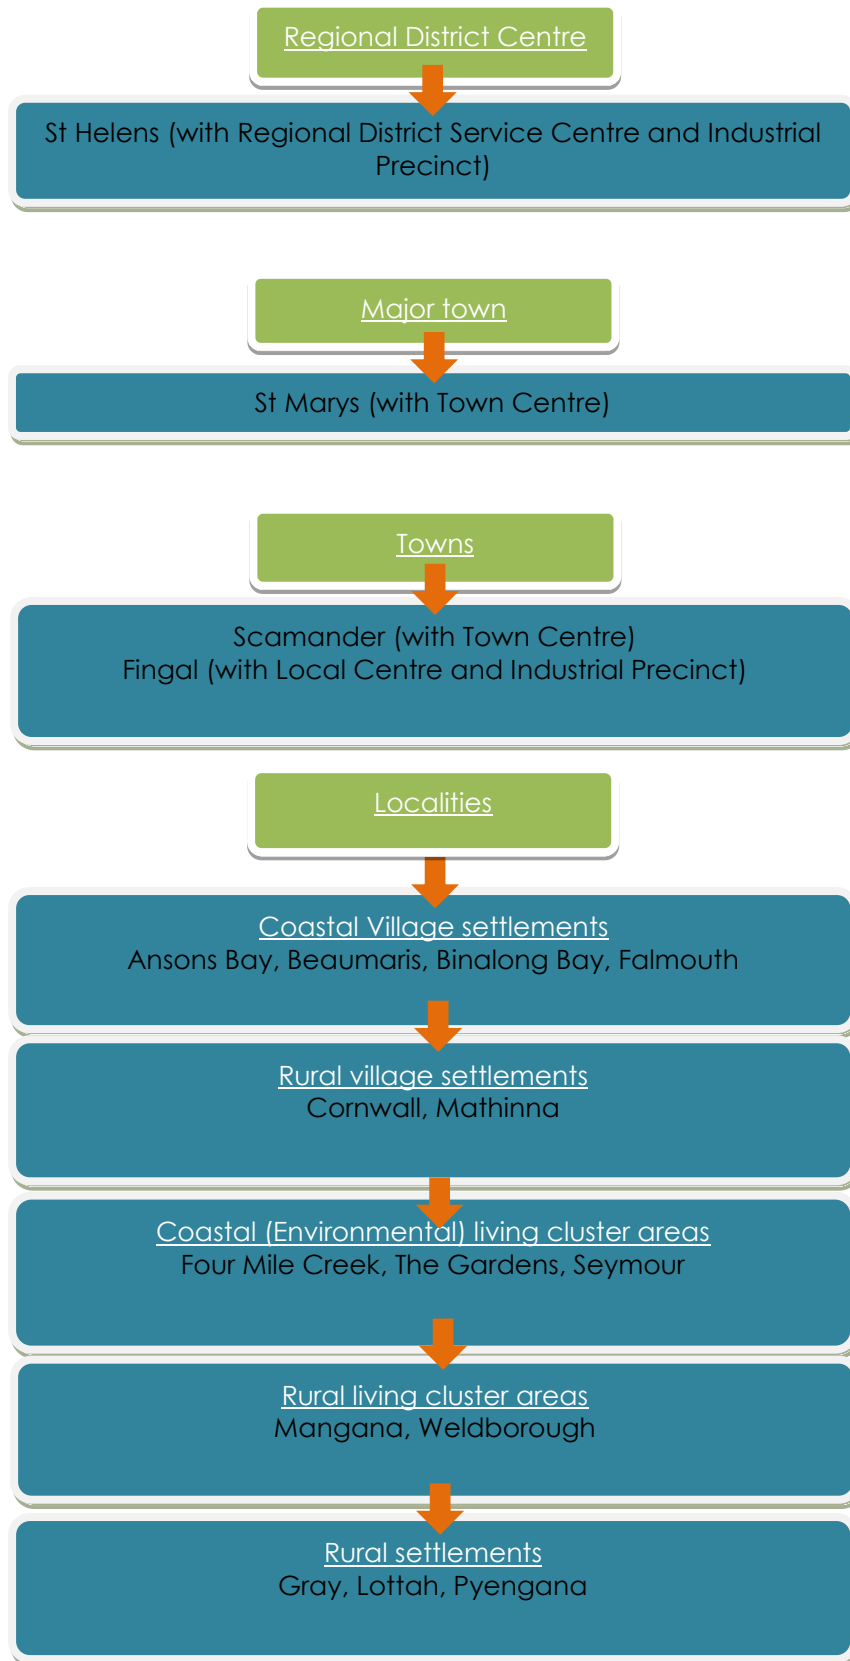 Regional District Centre
St Helens (with Regional District Service Centre and Industrial
Precinct)
Major town
St Marys (with Town Centre)
Towns
Scamander (with Town Centre)
Fingal (with Local Centre and Industrial Precinct)
Localities
Coastal Village settlements
Ansons Bay, Beaumaris, Binalong Bay, Falmouth
Rural village settlements
Cornwall, Mathinna
Coastal (Environmental) living cluster areas
Four Mile Creek, The Gardens, Seymour
Rural living cluster areas
Mangana, Weldborough
Rural settlements
Gray, Lottah, Pyengana